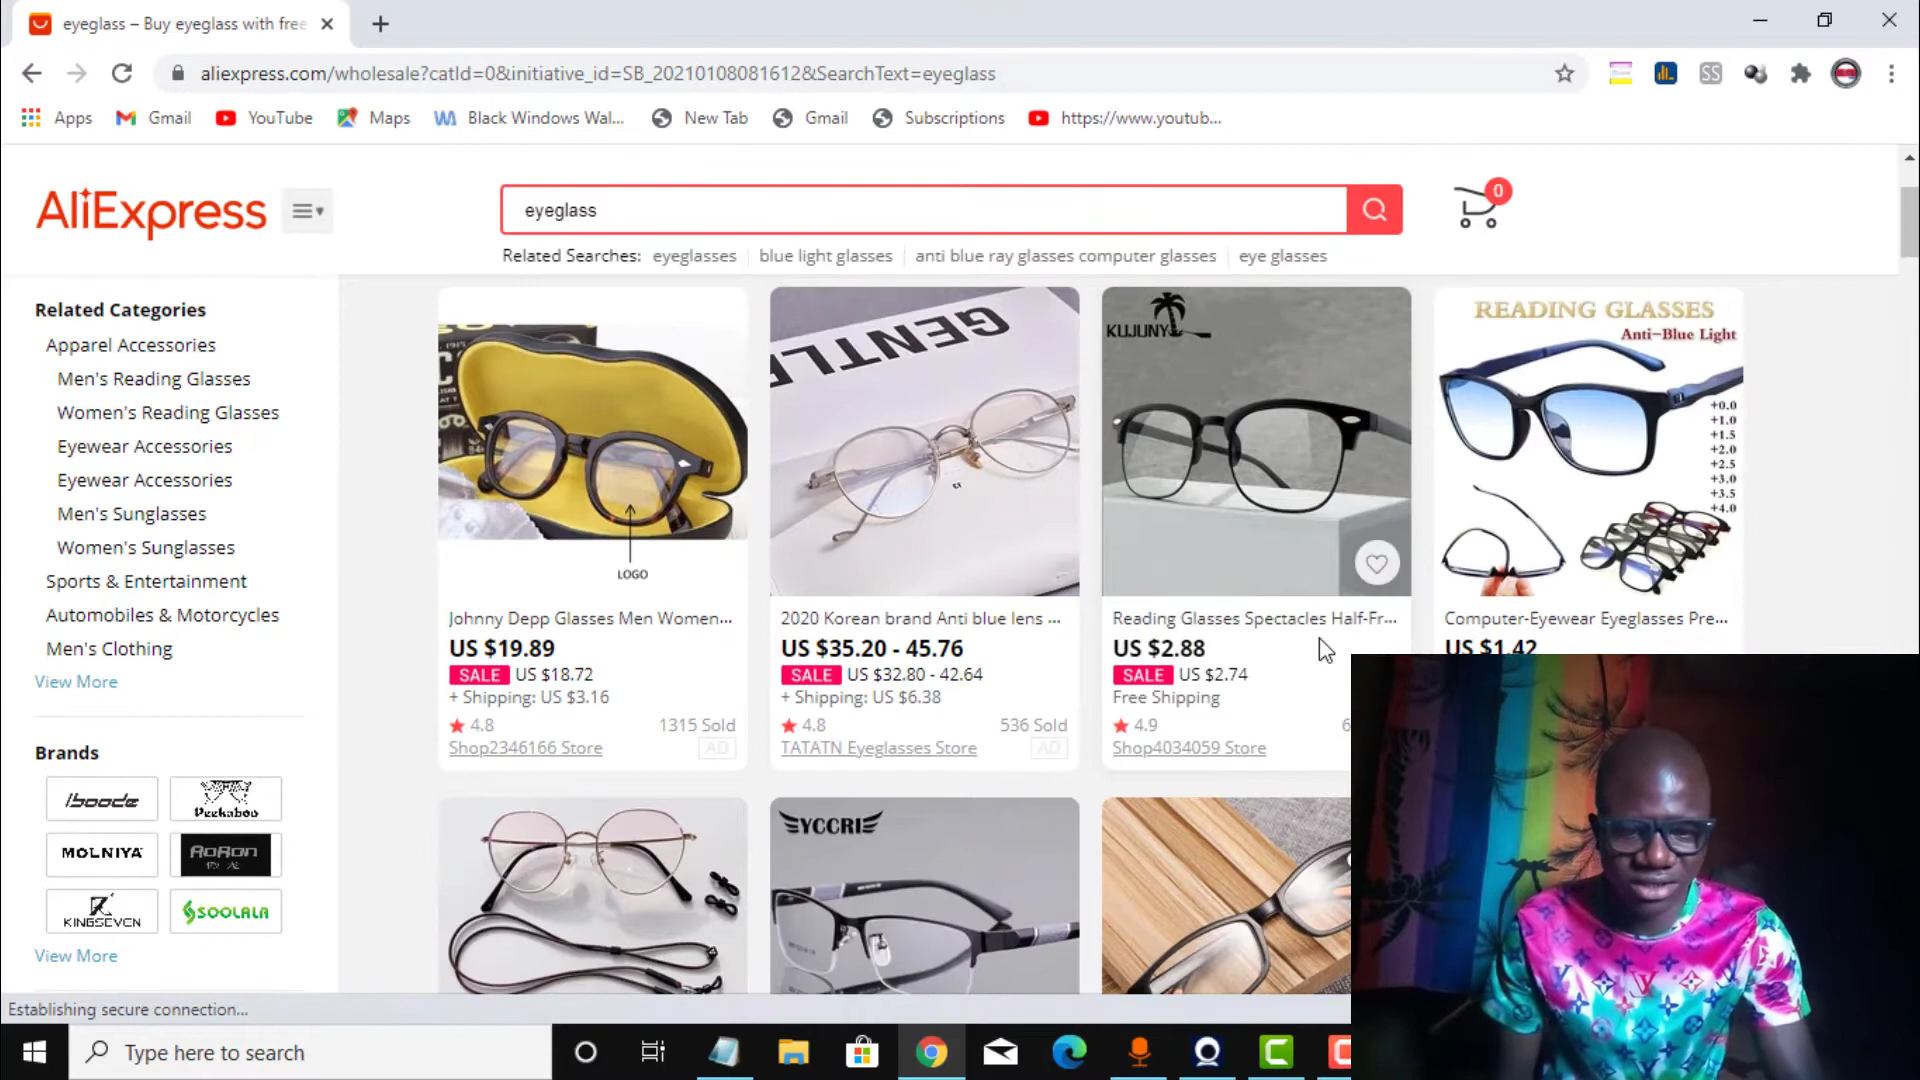 eyeglass – Buy eyeglass with free
aliexpress.com/wholesale?catId=0&initiative_id=SB_20210108081612&SearchText=eyeglass
SS
Apps
Gmail
YouTube
Maps
Black Windows Wal...
New Tab
Gmail
Subscriptions
https://www.youtub...
AliExpress
eyeglass
0
Related Searches: eyeglasses blue light glasses anti blue ray glasses computer glasses eye glasses
Related Categories
Apparel Accessories
Men's Reading Glasses
Women's Reading Glasses
Eyewear Accessories
Eyewear Accessories
Men's Sunglasses
Women's Sunglasses
Sports & Entertainment
Automobiles & Motorcycles
Men's Clothing
View More
Brands
Iboode
Peekaboo
MOLNIYA
AORON
KINGSEVEN
SOOLALA
View More
LOGO
Johnny Depp Glasses Men Women...
US $19.89
SALE US $18.72
+ Shipping: US $3.16
4.8 1315 Sold
Shop2346166 Store AD
GENTLE
2020 Korean brand Anti blue lens ...
US $35.20 - 45.76
SALE US $32.80 - 42.64
+ Shipping: US $6.38
4.8 536 Sold
TATATN Eyeglasses Store AD
KUJUNY
Reading Glasses Spectacles Half-Fr...
US $2.88
SALE US $2.74
Free Shipping
4.9 6
Shop4034059 Store
READING GLASSES
Anti-Blue Light
+0.0
+1.0
+1.5
+2.0
+2.5
+3.0
+3.5
+4.0
Computer-Eyewear Eyeglasses Pre...
US $1.42
YCCRI
Establishing secure connection...
Type here to search